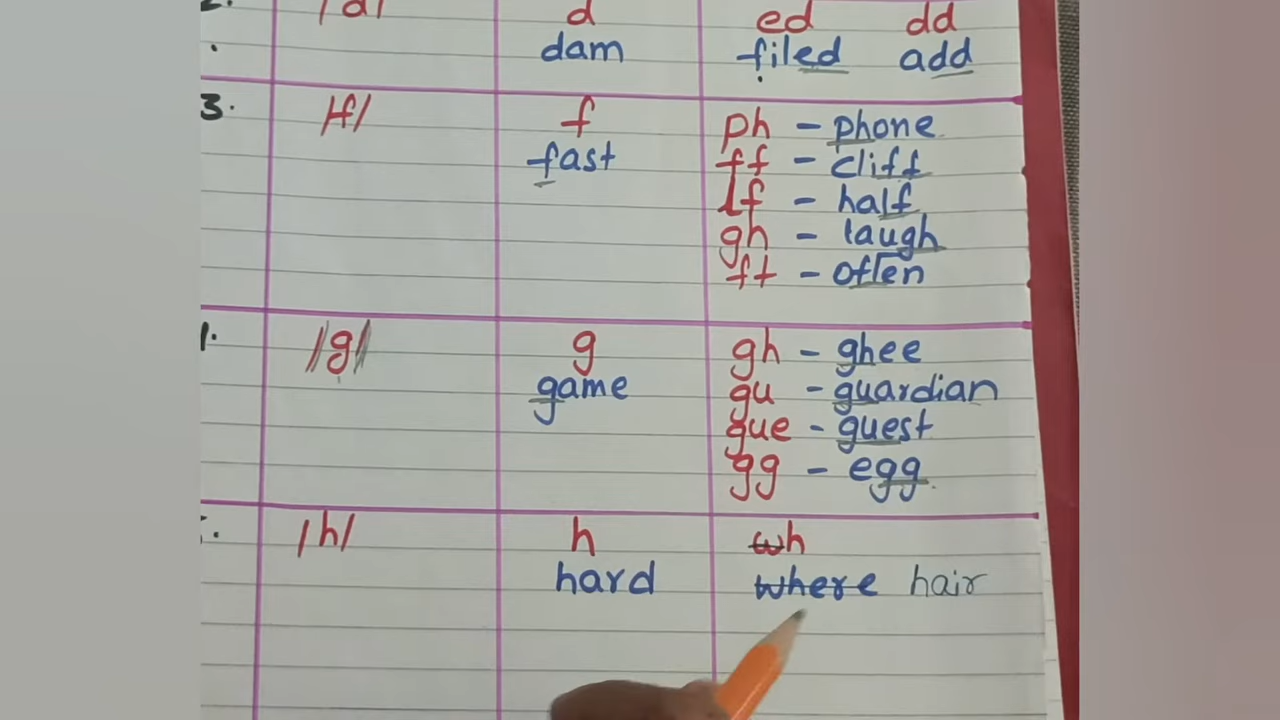 2. /d/ d ed dd
dam filed add
3. /f/ f ph - phone
fast ff - cliff
lf - half
gh - laugh
ft - often
/g/ g gh - ghee
game gu - guardian
gue - guest
gg - egg
/h/ h wh
hard where hair